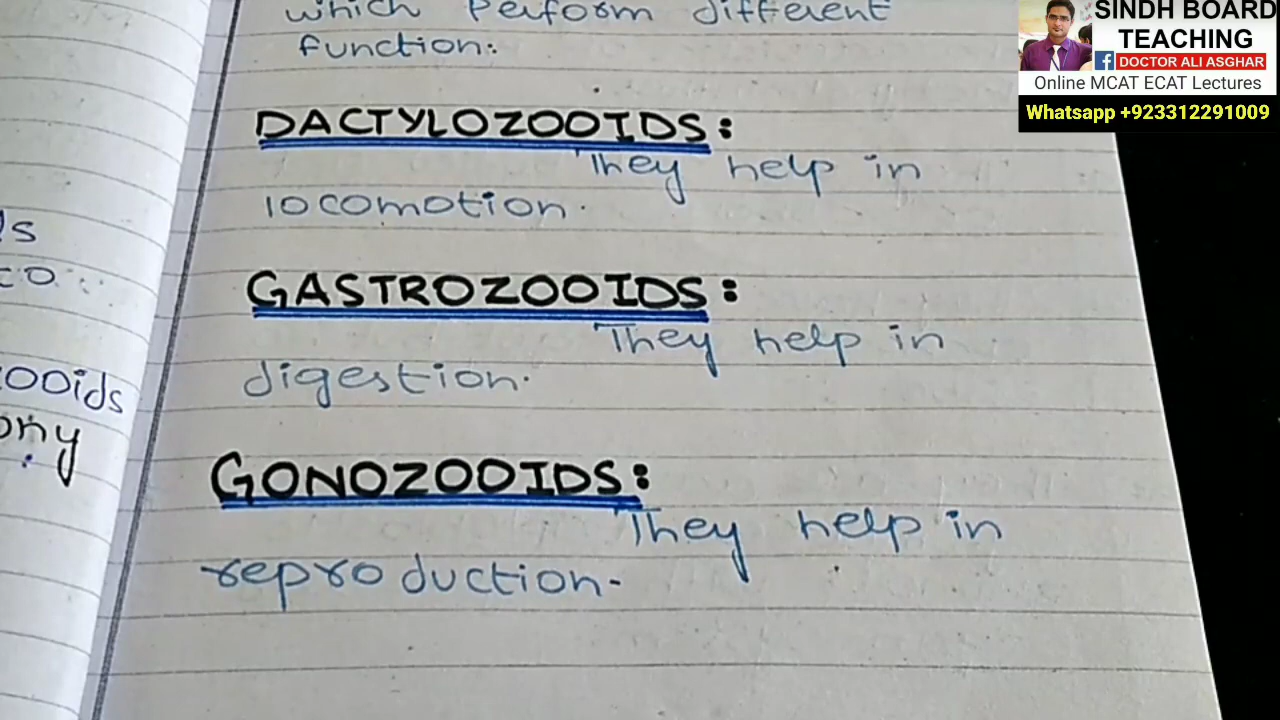 which perform different
function:
DACTYLOZOOIDS:
They help in
locomotion.
GASTROZOOIDS:
They help in
digestion.
GONOZOOIDS:
They help in
reproduction.
ony
SINDH BOARD
TEACHING
f DOCTOR ALI ASGHAR
Online MCAT ECAT Lectures
Whatsapp +923312291009